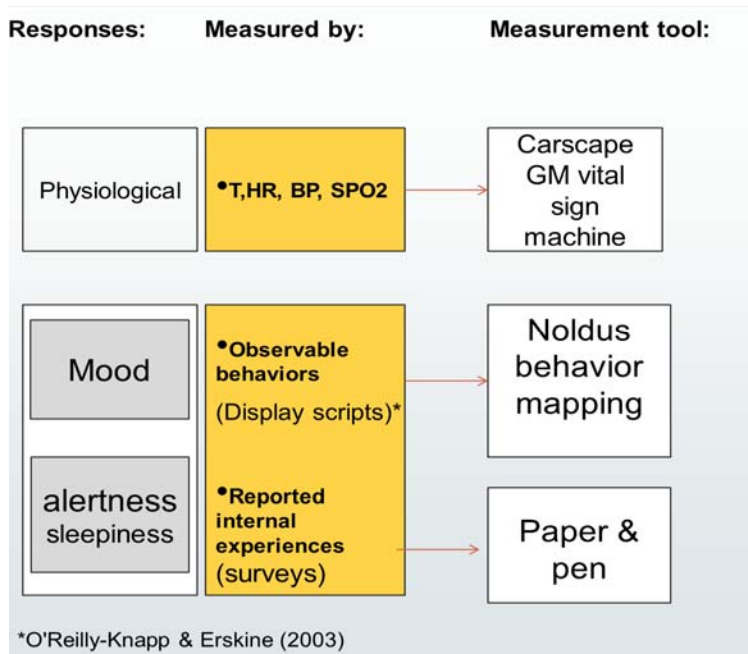 Responses: Measured by: Measurement tool:
Physiological
•T,HR, BP, SPO2
Carscape
GM vital
sign
machine
Mood
•Observable
behaviors
(Display scripts)*
Noldus
behavior
mapping
alertness
sleepiness
•Reported
internal
experiences
(surveys)
Paper &
pen
*O'Reilly-Knapp & Erskine (2003)